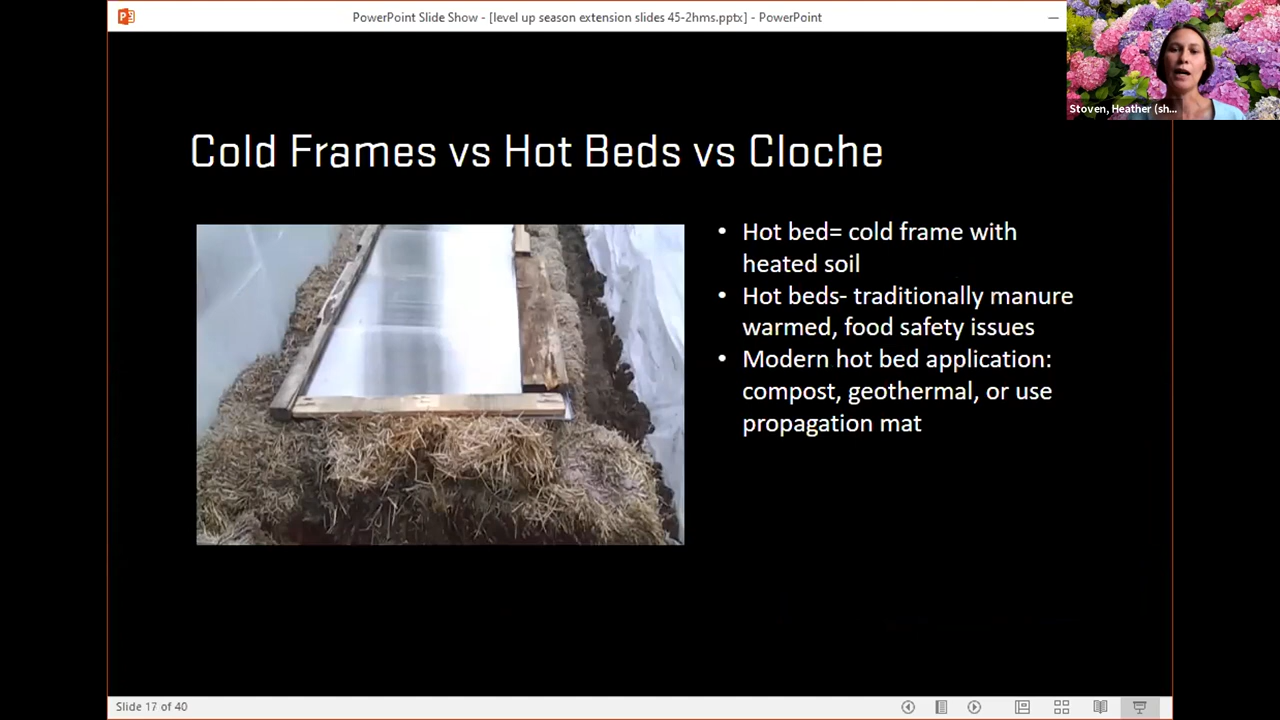 PowerPoint Slide Show - [level up season extension slides 45-2hms.pptx] - PowerPoint
Stoven, Heather (sh...
Cold Frames vs Hot Beds vs Cloche
• Hot bed= cold frame with
heated soil
• Hot beds- traditionally manure
warmed, food safety issues
• Modern hot bed application:
compost, geothermal, or use
propagation mat
Slide 17 of 40